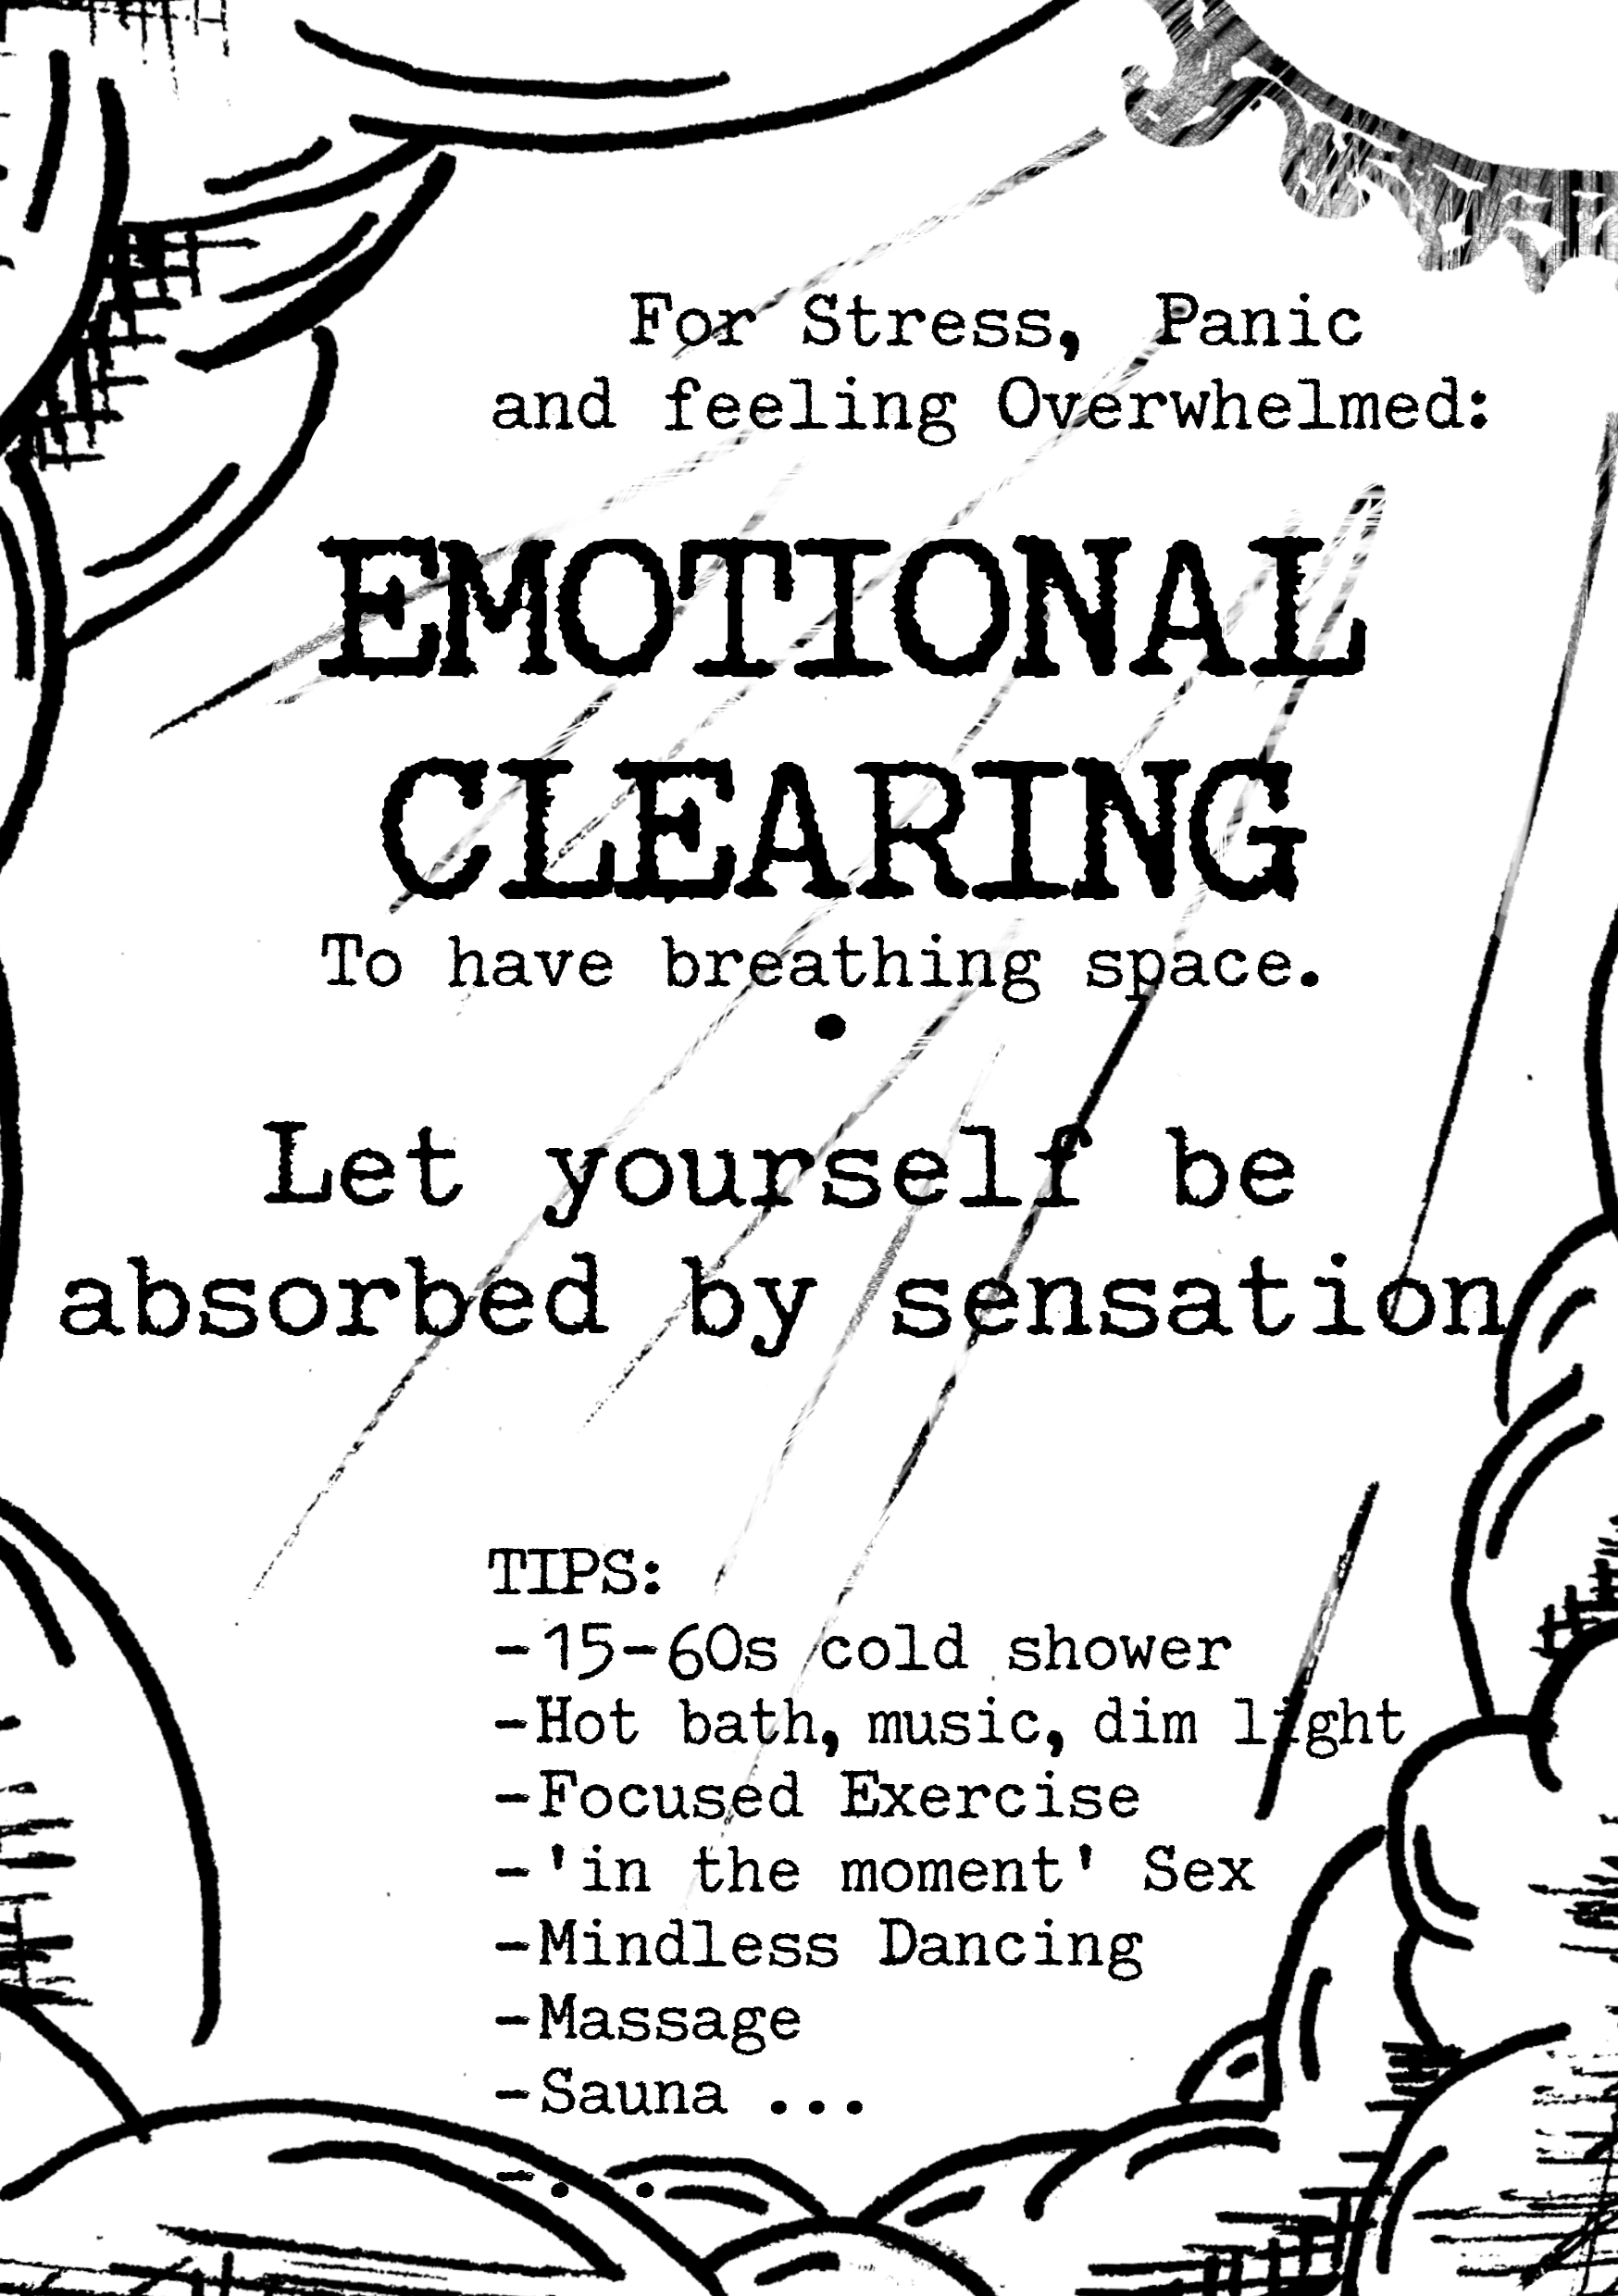 For Stress, Panic
and feeling Overwhelmed:
EMOTIONAL
CLEARING
To have breathing space.
•
Let yourself be
absorbed by sensation
TIPS:
-15-60s cold shower
-Hot bath, music, dim light
-Focused Exercise
-'in the moment' Sex
-Mindless Dancing
-Massage
-Sauna ...
-...